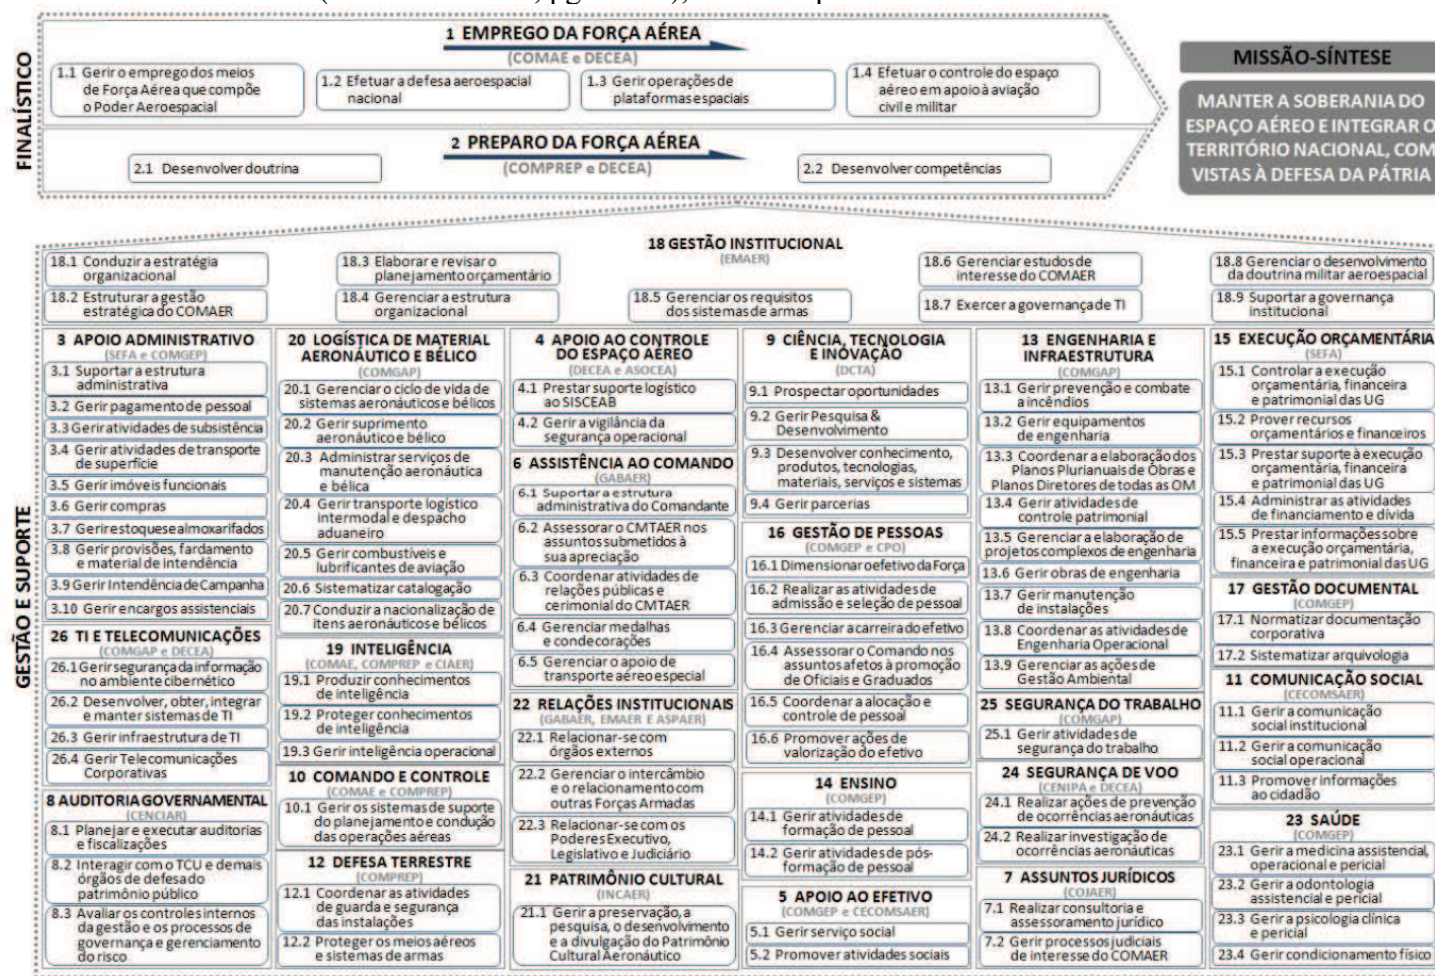 FINALÍSTICO
1 EMPREGO DA FORÇA AÉREA
(COMAE e DECEA)
1.1 Gerir o emprego dos meios
de Força Aérea que compõe
o Poder Aeroespacial
1.2 Efetuar a defesa aeroespacial
nacional
1.3 Gerir operações de
plataformas espaciais
1.4 Efetuar o controle do espaço
aéreo em apoio à aviação
civil e militar
2 PREPARO DA FORÇA AÉREA
(COMPREP e DECEA)
2.1 Desenvolver doutrina
2.2 Desenvolver competências
MISSÃO-SÍNTESE
MANTER A SOBERANIA DO
ESPAÇO AÉREO E INTEGRAR O
TERRITÓRIO NACIONAL, COM
VISTAS À DEFESA DA PÁTRIA
GESTÃO E SUPORTE
18 GESTÃO INSTITUCIONAL
(EMAER)
18.1 Conduzir a estratégia
organizacional
18.2 Estruturar a gestão
estratégica do COMAER
18.3 Elaborar e revisar o
planejamento orçamentário
18.4 Gerenciar a estrutura
organizacional
18.5 Gerenciar os requisitos
dos sistemas de armas
18.6 Gerenciar estudos de
interesse do COMAER
18.7 Exercer a governança de TI
18.8 Gerenciar o desenvolvimento
da doutrina militar aeroespacial
18.9 Suportar a governança
institucional
3 APOIO ADMINISTRATIVO
(SEFA e COMGEP)
3.1 Suportar a estrutura
administrativa
3.2 Gerir pagamento de pessoal
3.3 Gerir atividades de subsistência
3.4 Gerir atividades de transporte
de superfície
3.5 Gerir imóveis funcionais
3.6 Gerir compras
3.7 Gerir estoques e almoxarifados
3.8 Gerir provisões, fardamento
e material de intendência
3.9 Gerir Intendência de Campanha
3.10 Gerir encargos assistenciais
26 TI E TELECOMUNICAÇÕES
(COMGAP e DECEA)
26.1 Gerir segurança da informação
no ambiente cibernético
26.2 Desenvolver, obter, integrar
e manter sistemas de TI
26.3 Gerir infraestrutura de TI
26.4 Gerir Telecomunicações
Corporativas
8 AUDITORIA GOVERNAMENTAL
(CENCIAR)
8.1 Planejar e executar auditorias
e fiscalizações
8.2 Interagir com o TCU e demais
órgãos de defesa do
patrimônio público
8.3 Avaliar os controles internos
da gestão e os processos de
governança e gerenciamento
do risco
20 LOGÍSTICA DE MATERIAL
AERONÁUTICO E BÉLICO
(COMGAP)
20.1 Gerenciar o ciclo de vida de
sistemas aeronáuticos e bélicos
20.2 Gerir suprimento
aeronáutico e bélico
20.3 Administrar serviços de
manutenção aeronáutica
e bélica
20.4 Gerir transporte logístico
intermodal e despacho
aduaneiro
20.5 Gerir combustíveis e
lubrificantes de aviação
20.6 Sistematizar catalogação
20.7 Conduzir a nacionalização de
itens aeronáuticos e bélicos
19 INTELIGÊNCIA
(COMAE, COMPREP e CIAER)
19.1 Produzir conhecimentos
de inteligência
19.2 Proteger conhecimentos
de inteligência
19.3 Gerir inteligência operacional
10 COMANDO E CONTROLE
(COMAE e COMPREP)
10.1 Gerir os sistemas de suporte
do planejamento e condução
das operações aéreas
12 DEFESA TERRESTRE
(COMPREP)
12.1 Coordenar as atividades
de guarda e segurança
das instalações
12.2 Proteger os meios aéreos
e sistemas de armas
4 APOIO AO CONTROLE
DO ESPAÇO AÉREO
(DECEA e ASOCEA)
4.1 Prestar suporte logístico
ao SISCEAB
4.2 Gerir a vigilância da
segurança operacional
6 ASSISTÊNCIA AO COMANDO
(GABAER)
6.1 Suportar a estrutura
administrativa do Comandante
6.2 Assessorar o CMTAER nos
assuntos submetidos à
sua apreciação
6.3 Coordenar atividades de
relações públicas e
cerimonial do CMTAER
6.4 Gerenciar medalhas
e condecorações
6.5 Gerenciar o apoio de
transporte aéreo especial
22 RELAÇÕES INSTITUCIONAIS
(GABAER, EMAER E ASPAER)
22.1 Relacionar-se com
órgãos externos
22.2 Gerenciar o intercâmbio
e o relacionamento com
outras Forças Armadas
22.3 Relacionar-se com os
Poderes Executivo,
Legislativo e Judiciário
21 PATRIMÔNIO CULTURAL
(INCAER)
21.1 Gerir a preservação, a
pesquisa, o desenvolvimento
e a divulgação do Patrimônio
Cultural Aeronáutico
9 CIÊNCIA, TECNOLOGIA
E INOVAÇÃO
(DCTA)
9.1 Prospectar oportunidades
9.2 Gerir Pesquisa &
Desenvolvimento
9.3 Desenvolver conhecimento,
produtos, tecnologias,
materiais, serviços e sistemas
9.4 Gerir parcerias
16 GESTÃO DE PESSOAS
(COMGEP e CPO)
16.1 Dimensionar o efetivo da Força
16.2 Realizar as atividades de
admissão e seleção de pessoal
16.3 Gerenciar a carreira do efetivo
16.4 Assessorar o Comando nos
assuntos afetos à promoção
de Oficiais e Graduados
16.5 Coordenar a alocação e
controle de pessoal
16.6 Promover ações de
valorização do efetivo
14 ENSINO
(COMGEP)
14.1 Gerir atividades de
formação de pessoal
14.2 Gerir atividades de pós-
formação de pessoal
5 APOIO AO EFETIVO
(COMGEP e CECOMSAER)
5.1 Gerir serviço social
5.2 Promover atividades sociais
13 ENGENHARIA E
INFRAESTRUTURA
(COMGAP)
13.1 Gerir prevenção e combate
a incêndios
13.2 Gerir equipamentos
de engenharia
13.3 Coordenar a elaboração dos
Planos Plurianuais de Obras e
Planos Diretores de todas as OM
13.4 Gerir atividades de
controle patrimonial
13.5 Gerenciar a elaboração de
projetos complexos de engenharia
13.6 Gerir obras de engenharia
13.7 Gerir manutenção
de instalações
13.8 Coordenar as atividades de
Engenharia Operacional
13.9 Gerenciar as ações de
Gestão Ambiental
25 SEGURANÇA DO TRABALHO
(COMGAP)
25.1 Gerir atividades de
segurança do trabalho
24 SEGURANÇA DE VOO
(CENIPA e DECEA)
24.1 Realizar ações de prevenção
de ocorrências aeronáuticas
24.2 Realizar investigação de
ocorrências aeronáuticas
7 ASSUNTOS JURÍDICOS
(COJAER)
7.1 Realizar consultoria e
assessoramento jurídico
7.2 Gerir processos judiciais
de interesse do COMAER
15 EXECUÇÃO ORÇAMENTÁRIA
(SEFA)
15.1 Controlar a execução
orçamentária, financeira
e patrimonial das UG
15.2 Prover recursos
orçamentários e financeiros
15.3 Prestar suporte à execução
orçamentária, financeira
e patrimonial das UG
15.4 Administrar as atividades
de financiamento e dívida
15.5 Prestar informações sobre
a execução orçamentária,
financeira e patrimonial das UG
17 GESTÃO DOCUMENTAL
(COMGEP)
17.1 Normatizar documentação
corporativa
17.2 Sistematizar arquivologia
11 COMUNICAÇÃO SOCIAL
(CECOMSAER)
11.1 Gerir a comunicação
social institucional
11.2 Gerir a comunicação
social operacional
11.3 Promover informações
ao cidadão
23 SAÚDE
(COMGEP)
23.1 Gerir a medicina assistencial,
operacional e pericial
23.2 Gerir a odontologia
assistencial e pericial
23.3 Gerir a psicologia clínica
e pericial
23.4 Gerir condicionamento físico